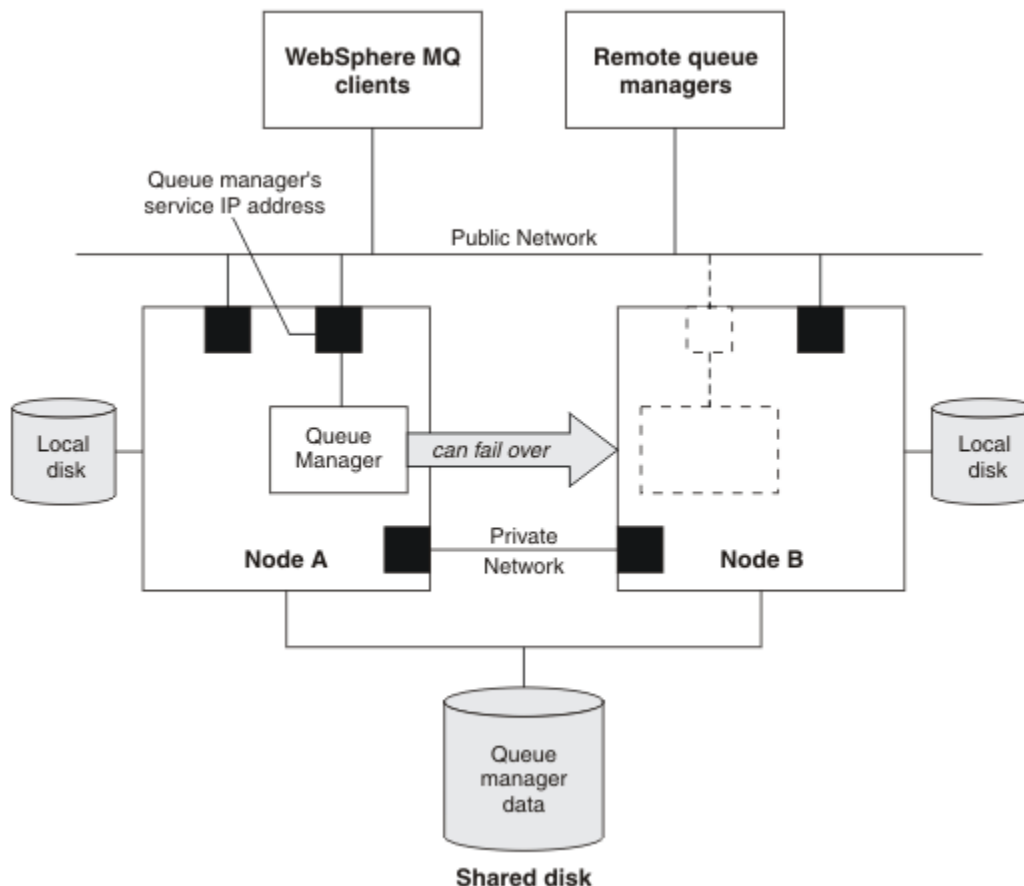 WebSphere MQ
clients
Remote queue
managers
Queue manager's
service IP address
Public Network
Local
disk
Queue
Manager
can fail over
Local
disk
Node A
Private
Network
Node B
Queue
manager
data
Shared disk